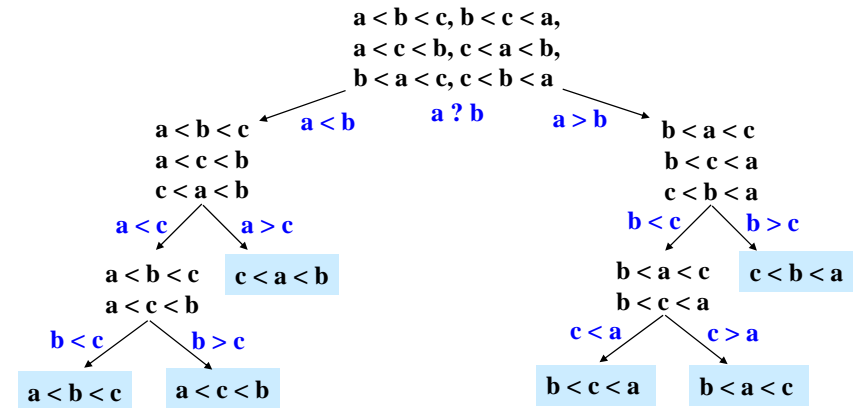 a < b < c, b < c < a,
a < c < b, c < a < b,
b < a < c, c < b < a
a < b
a ? b
a > b
a < b < c
a < c < b
c < a < b
b < a < c
b < c < a
c < b < a
a < c
a > c
b < c
b > c
a < b < c
a < c < b
c < a < b
b < a < c
b < c < a
c < b < a
b < c
b > c
c < a
c > a
a < b < c
a < c < b
b < c < a
b < a < c